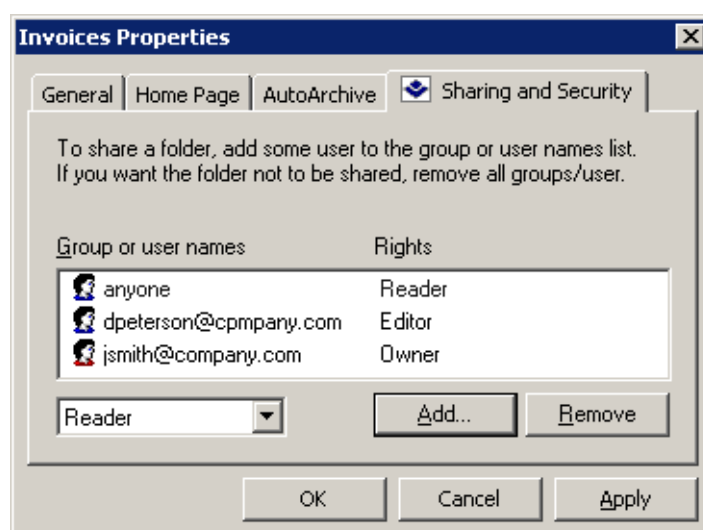 Invoices Properties
General Home Page AutoArchive Sharing and Security
To share a folder, add some user to the group or user names list.
If you want the folder not to be shared, remove all groups/user.
Group or user names Rights
anyone Reader
dpeterson@cpmpany.com Editor
jsmith@company.com Owner
Reader Add... Remove
OK Cancel Apply